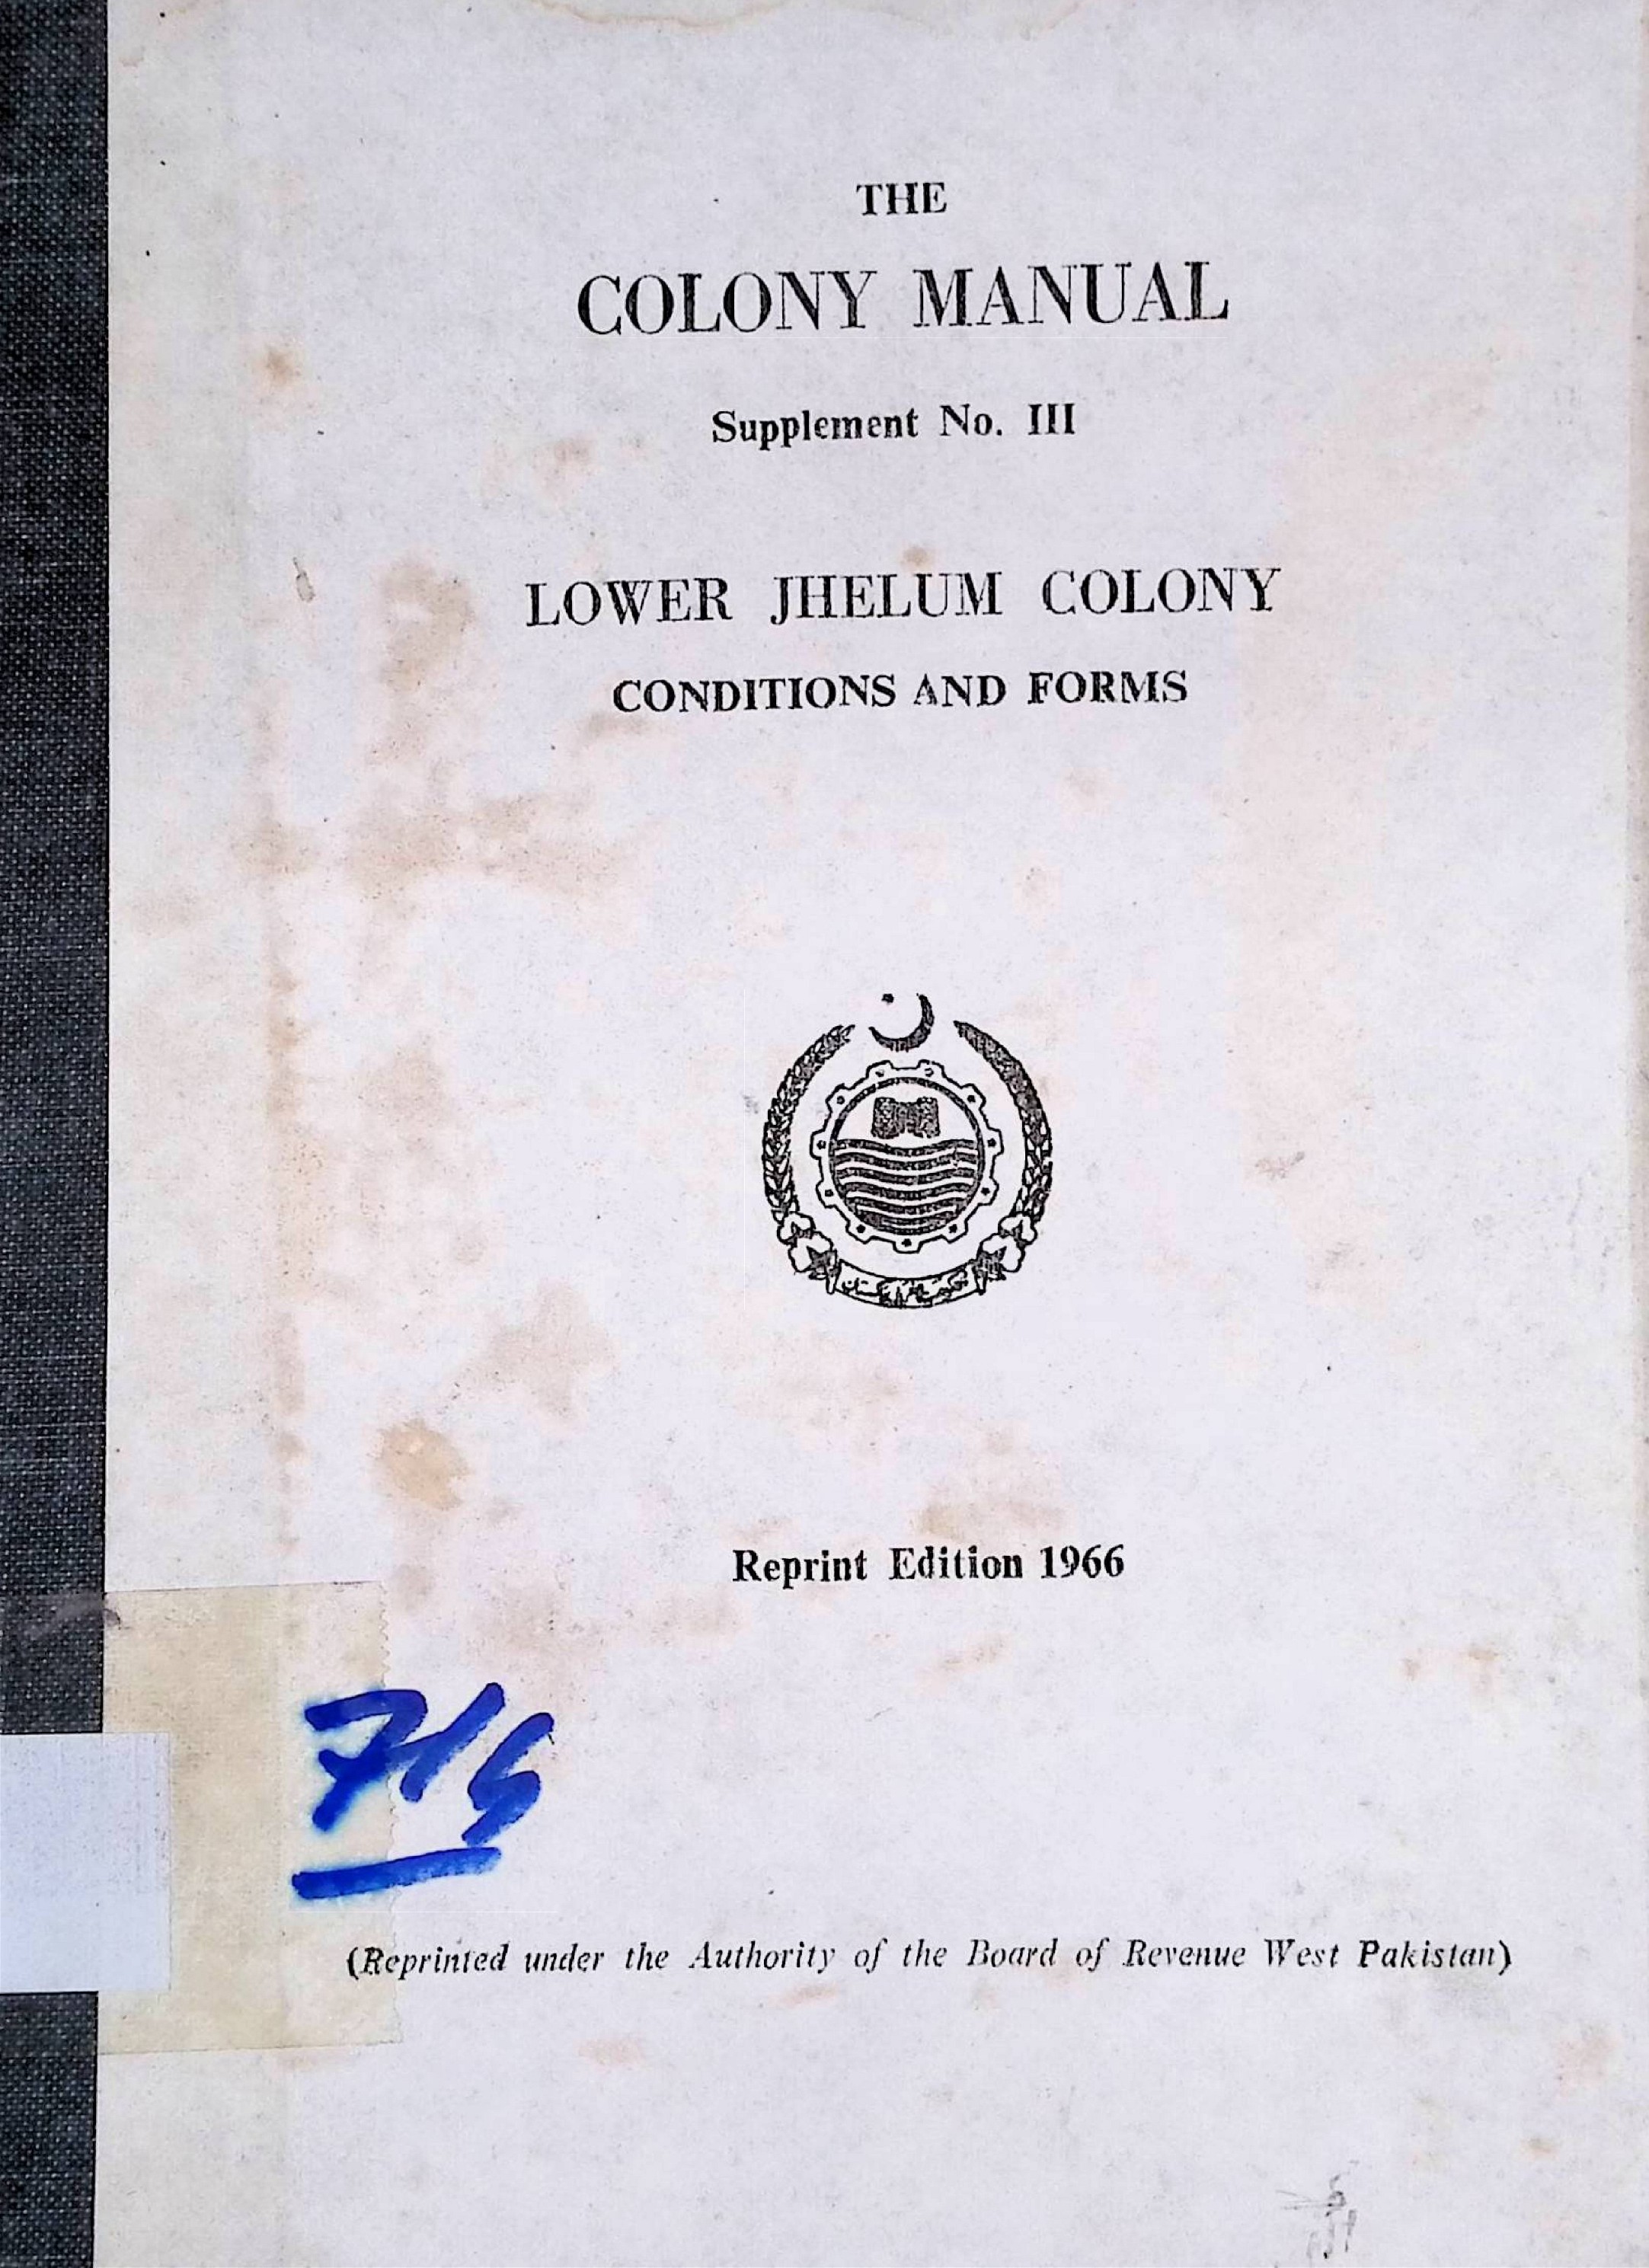 THE
COLONY MANUAL
Supplement No. III
LOWER JHELUM COLONY
CONDITIONS AND FORMS
Reprint Edition 1966
(Reprinted under the Authority of the Board of Revenue West Pakistan)